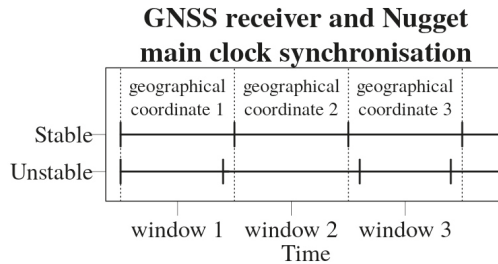 GNSS receiver and Nugget
main clock synchronisation
geographical geographical geographical
coordinate 1 coordinate 2 coordinate 3
Stable
Unstable
window 1 window 2 window 3
Time